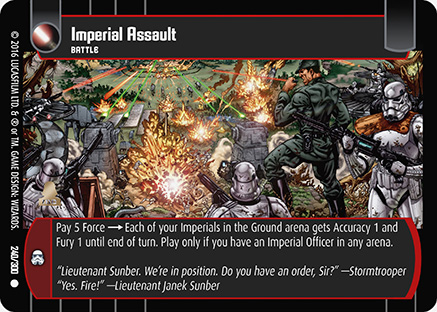 Imperial Assault
BATTLE
Pay 5 Force → Each of your Imperials in the Ground arena gets Accuracy 1 and
Fury 1 until end of turn. Play only if you have an Imperial Officer in any arena.
“Lieutenant Sunber. We're in position. Do you have an order, Sir?” —Stormtrooper
“Yes. Fire!” —Lieutenant Janek Sunber
© 2016 LUCASFILM LTD. & ® or TM. GAME DESIGN: WIZARDS.
240/300